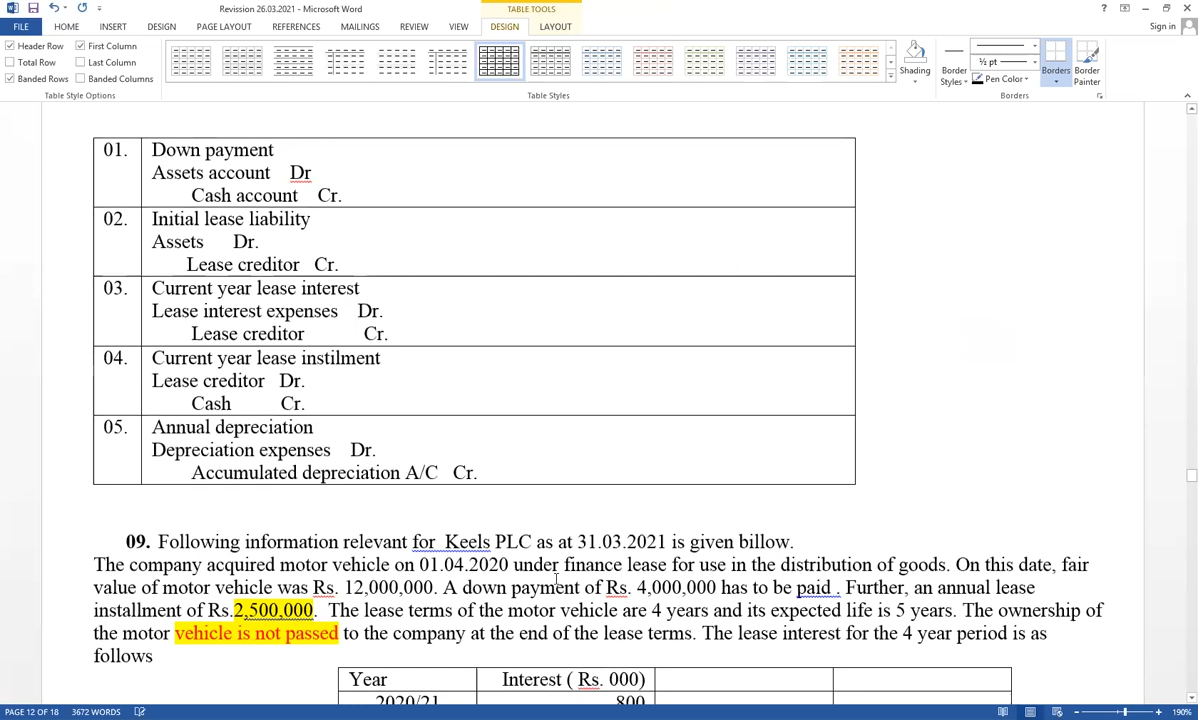 Revission 26.03.2021 - Microsoft Word
TABLE TOOLS
?
FILE HOME INSERT DESIGN PAGE LAYOUT REFERENCES MAILINGS REVIEW VIEW DESIGN LAYOUT Sign in
Header Row First Column
Total Row Last Column
Banded Rows Banded Columns
½ pt
Pen Color
Shading Border Styles Borders Border Painter
Table Style Options Table Styles Borders
01. Down payment
Assets account Dr
Cash account Cr.
02. Initial lease liability
Assets Dr.
Lease creditor Cr.
03. Current year lease interest
Lease interest expenses Dr.
Lease creditor Cr.
04. Current year lease instilment
Lease creditor Dr.
Cash Cr.
05. Annual depreciation
Depreciation expenses Dr.
Accumulated depreciation A/C Cr.
09. Following information relevant for Keels PLC as at 31.03.2021 is given billow.
The company acquired motor vehicle on 01.04.2020 under finance lease for use in the distribution of goods. On this date, fair
value of motor vehicle was Rs. 12,000,000. A down payment of Rs. 4,000,000 has to be paid . Further, an annual lease
installment of Rs.2,500,000. The lease terms of the motor vehicle are 4 years and its expected life is 5 years. The ownership of
the motor vehicle is not passed to the company at the end of the lease terms. The lease interest for the 4 year period is as
follows
Year Interest ( Rs. 000)
2020/21 800
PAGE 12 OF 18 3672 WORDS 190%